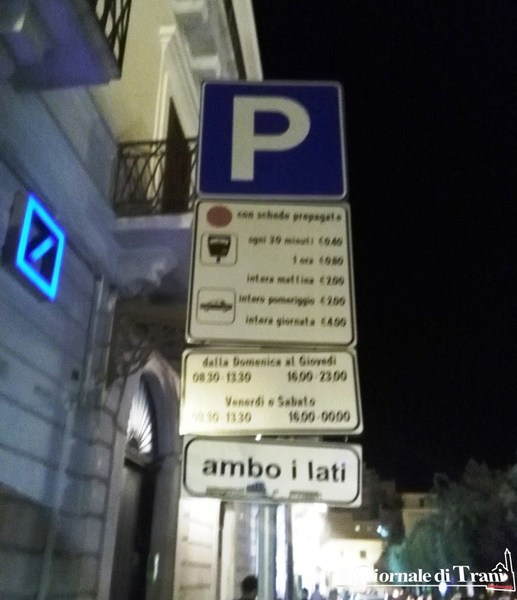 P
con schede prepagate
ogni 30 minuti € 0.40
1 ora € 0.80
intera mattina € 2.00
intero pomeriggio € 2.00
intera giornata € 4.00
dalla Domenica al Giovedì
08.30-13.30 16.00-23.00
Venerdì e Sabato
08.30-13.30 16.00-00.00
ambo i lati
Giornale di Trani